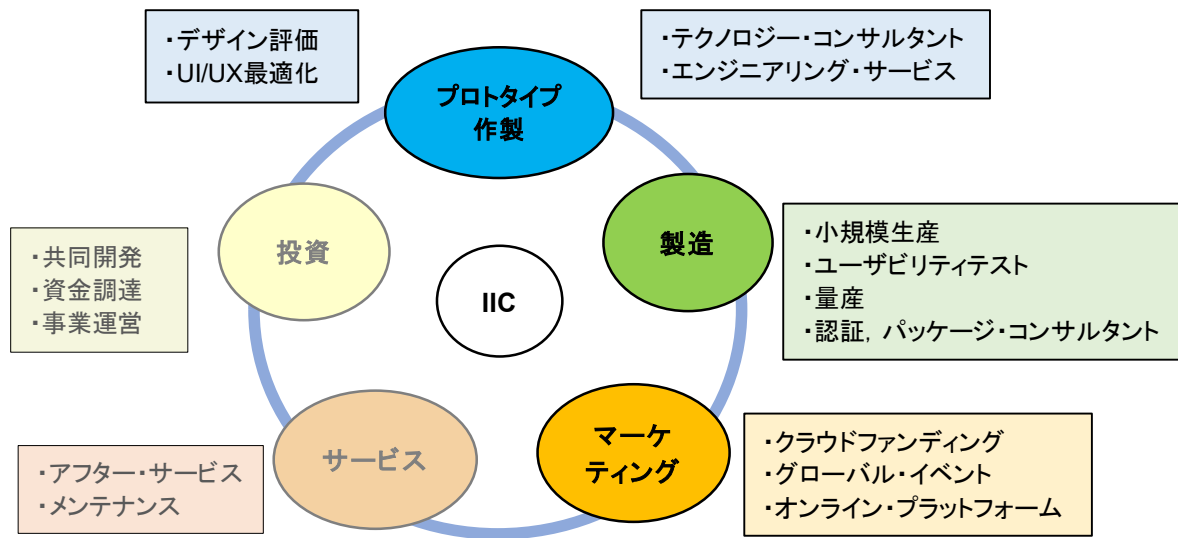 ・デザイン評価
・UI/UX最適化
・テクノロジー・コンサルタント
・エンジニアリング・サービス
プロトタイプ
作製
投資
製造
・共同開発
・資金調達
・事業運営
IIC
・小規模生産
・ユーザビリティテスト
・量産
・認証, パッケージ・コンサルタント
サービス
マーケ
ティング
・アフター・サービス
・メンテナンス
・クラウドファンディング
・グローバル・イベント
・オンライン・プラットフォーム